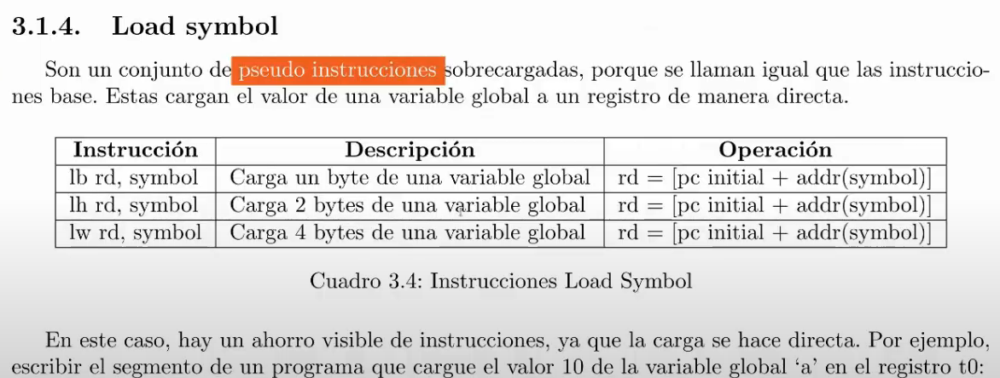 3.1.4. Load symbol
Son un conjunto de pseudo instrucciones sobrecargadas, porque se llaman igual que las instruccio-
nes base. Estas cargan el valor de una variable global a un registro de manera directa.
Instrucción Descripción Operación
lb rd, symbol Carga un byte de una variable global rd = [pc initial + addr(symbol)]
lh rd, symbol Carga 2 bytes de una variable global rd = [pc initial + addr(symbol)]
lw rd, symbol Carga 4 bytes de una variable global rd = [pc initial + addr(symbol)]
Cuadro 3.4: Instrucciones Load Symbol
En este caso, hay un ahorro visible de instrucciones, ya que la carga se hace directa. Por ejemplo,
escribir el segmento de un programa que cargue el valor 10 de la variable global ‘a’ en el registro t0: